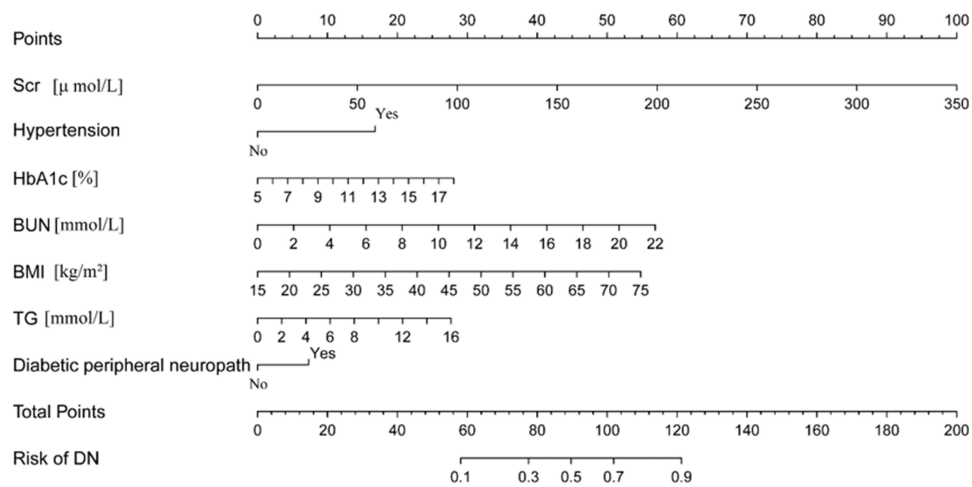 Points 0 10 20 30 40 50 60 70 80 90 100
Scr [μ mol/L] 0 50 100 150 200 250 300 350
Hypertension No Yes
HbA1c [%] 5 7 9 11 13 15 17
BUN [mmol/L] 0 2 4 6 8 10 12 14 16 18 20 22
BMI [kg/m²] 15 20 25 30 35 40 45 50 55 60 65 70 75
TG [mmol/L] 0 2 4 6 8 12 16
Diabetic peripheral neuropath No Yes
Total Points 0 20 40 60 80 100 120 140 160 180 200
Risk of DN 0.1 0.3 0.5 0.7 0.9